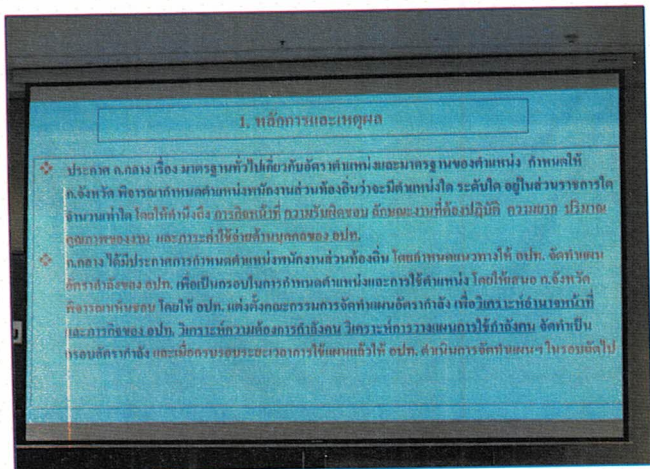 1. หลักการและเหตุผล
❖ ประกาศ ก.กลาง เรื่อง มาตรฐานทั่วไปเกี่ยวกับอัตราตำแหน่งและมาตรฐานของตำแหน่ง กำหนดให้
ก.จังหวัด พิจารณากำหนดตำแหน่งพนักงานส่วนท้องถิ่นว่าจะมีตำแหน่งใด ระดับใด อยู่ในส่วนราชการใด
จำนวนเท่าใด โดยให้คำนึงถึง ภารกิจหน้าที่ ความรับผิดชอบ ลักษณะงานที่ต้องปฏิบัติ ความยาก ปริมาณ
คุณภาพของงาน และภาระค่าใช้จ่ายด้านบุคคลของ อปท.
❖ ก.กลาง ได้มีประกาศการกำหนดตำแหน่งพนักงานส่วนท้องถิ่น โดยกำหนดแนวทางให้ อปท. จัดทำแผน
อัตรากำลังของ อปท. เพื่อเป็นกรอบในการกำหนดตำแหน่งและการใช้ตำแหน่ง โดยให้เสนอ ก.จังหวัด
พิจารณาเห็นชอบ โดยให้ อปท. แต่งตั้งคณะกรรมการจัดทำแผนอัตรากำลัง เพื่อวิเคราะห์อำนาจหน้าที่
และภารกิจของ อปท. วิเคราะห์ความต้องการกำลังคน วิเคราะห์การวางแผนการใช้กำลังคน จัดทำเป็น
กรอบอัตรากำลัง และเมื่อครบรอบระยะเวลาการใช้แผนแล้วให้ อปท. ดำเนินการจัดทำแผนฯ ในรอบถัดไป